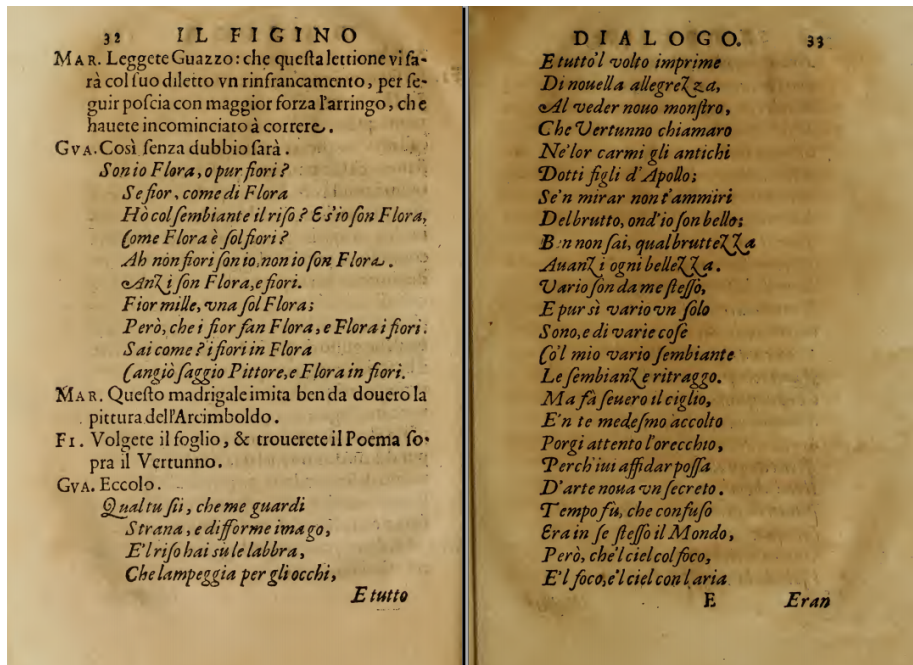 32 IL FIGINO
MAR. Leggete Guazzo: che queſta lettione vi ſa-
rà col ſuo diletto vn rinfrancamento, per ſe-
guir poſcia con maggior forza l'arringo, che
hauete incominciato à correre.
GVA. Così ſenza dubbio ſarà.
Son io Flora, o pur fiori?
Se fior, come di Flora
Hò col ſembiante il riſo? E s'io ſon Flora,
Come Flora è ſol fiori?
Ah non fiori ſon io, non io ſon Flora.
Anzi ſon Flora, e fiori.
Fior mille, vna ſol Flora;
Però, che i fior fan Flora, e Flora i fiori.
Sai come? i fiori in Flora
Cangiò ſaggio Pittore, e Flora in fiori.
MAR. Queſto madrigale imita ben da douero la
pittura dell'Arcimboldo.
FI. Volgete il foglio, & trouerete il Poema ſo-
pra il Vertunno.
GVA. Eccolo.
Qual tu ſii, che me guardi
Strana, e difforme imago,
E'l riſo hai sù le labbra,
Che lampeggia per gli occhi,
E tutto
DIALOGO. 33
E tutto'l volto imprime
Di nouella allegrezza,
Al veder nouo monſtro,
Che Vertunno chiamaro
Ne'lor carmi gli antichi
Dotti figli d'Apollo;
Se'n mirar non t'ammiri
Del brutto, ond'io ſon bello;
B n non ſai, qual bruttezza
Auanzi ogni bellezza.
Vario ſon da me ſteſſo,
E pur sì vario vn ſolo
Sono, e di varie coſe
Cò'l mio vario ſembiante
Le ſembianze ritraggo.
Ma fà ſeuero il ciglio,
E'n te medeſmo accolto
Porgi attento l'orecchio,
Perch'iui affidar poſſa
D'arte noua vn ſecreto.
Tempo fù, che confuſo
Era in ſe ſteſſo il Mondo,
Però, che'l ciel col foco,
E'l foco, e'l ciel con l aria
E Eran